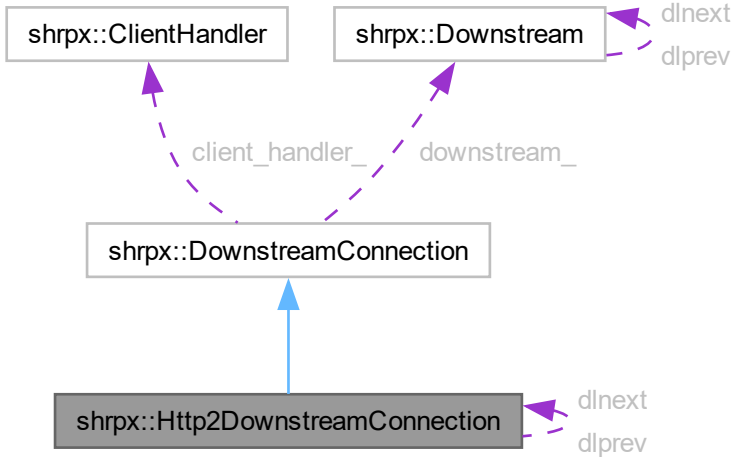 shrpx::ClientHandler
shrpx::Downstream
dlnext
dlprev
client_handler_
downstream_
shrpx::DownstreamConnection
shrpx::Http2DownstreamConnection
dlnext
dlprev